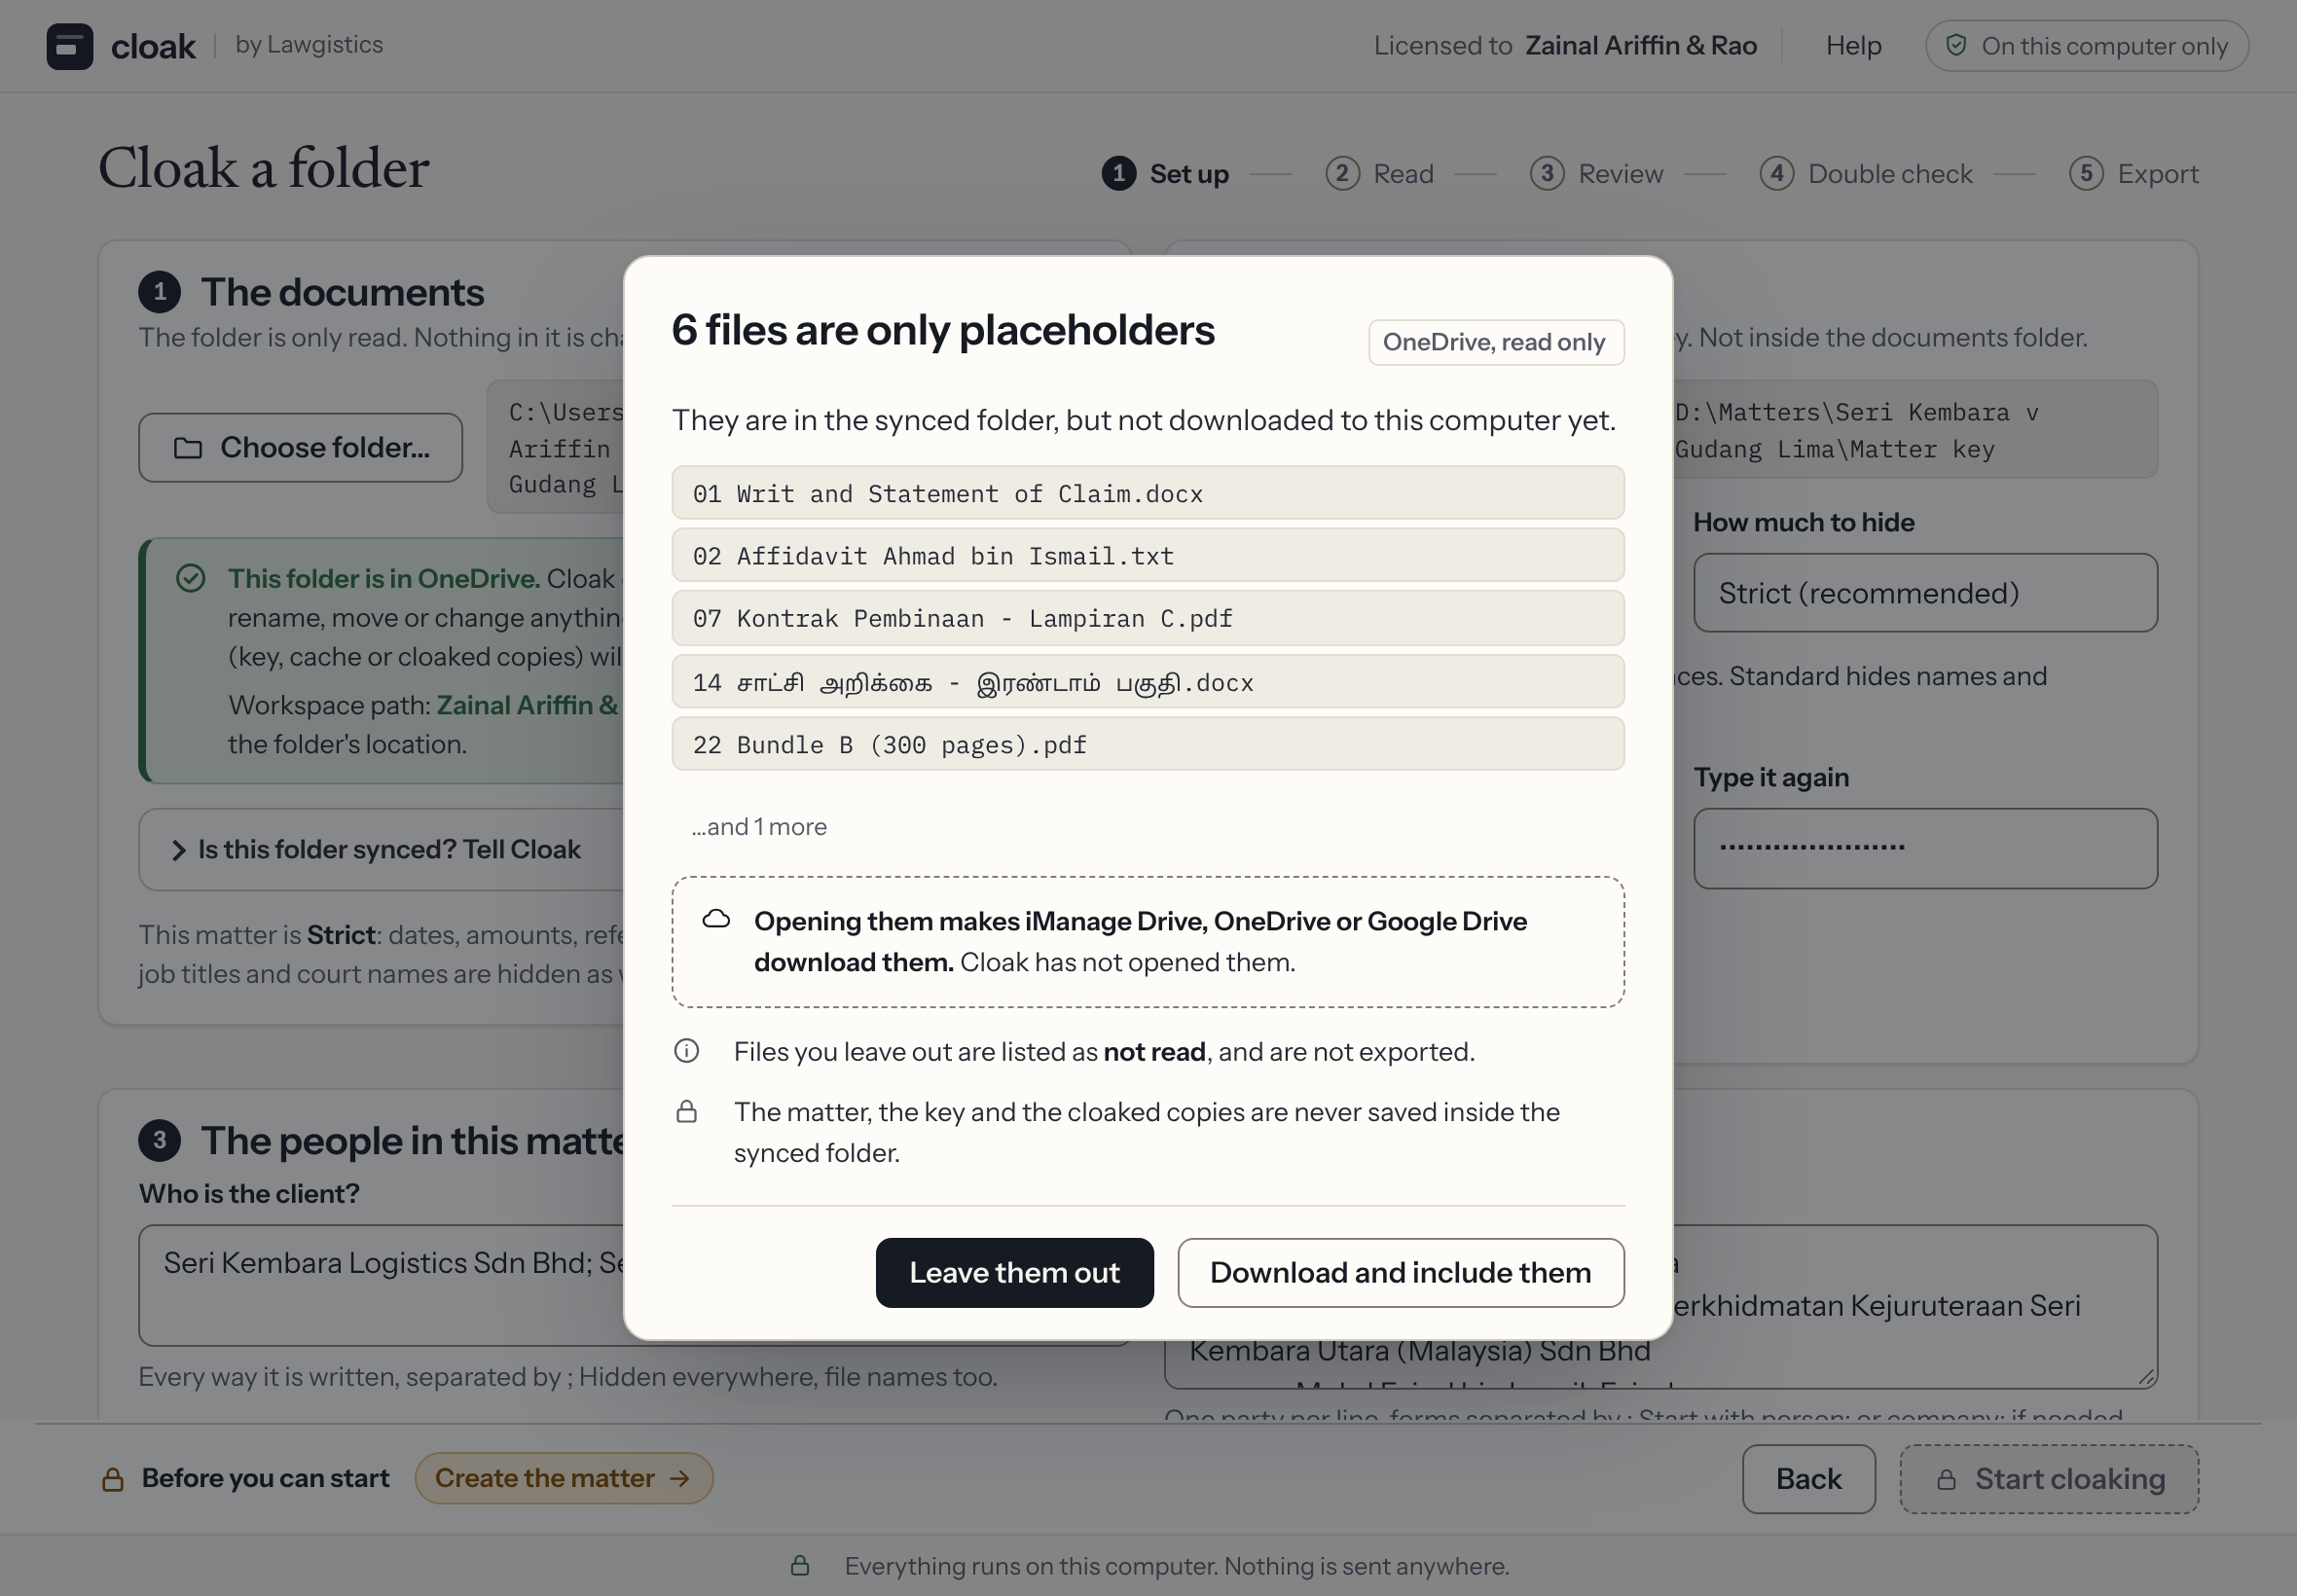 cloak
by Lawgistics
Licensed to Zainal Ariffin & Rao
Help
On this computer only
Cloak a folder
1 Set up
2 Read
3 Review
4 Double check
5 Export
1 The documents
The folder is only read. Nothing in it is
Choose folder...
C:\Users
Ariffin
Gudang
This folder is in OneDrive. Cloak
rename, move or change
(key, cache or cloaked copies)
Workspace path: Zainal Ariffin &
the folder's location.
Is this folder synced? Tell Cloak
This matter is Strict: dates, amounts,
job titles and court names are hidden as
Not inside the documents folder.
D:\Matters\Seri Kembara v
Gudang Lima\Matter key
How much to hide
Strict (recommended)
Standard hides names and
Type it again
6 files are only placeholders
OneDrive, read only
They are in the synced folder, but not downloaded to this computer yet.
01 Writ and Statement of Claim.docx
02 Affidavit Ahmad bin Ismail.txt
07 Kontrak Pembinaan - Lampiran C.pdf
14 சாட்சி அறிக்கை - இரண்டாம் பகுதி.docx
22 Bundle B (300 pages).pdf
...and 1 more
Opening them makes iManage Drive, OneDrive or Google Drive
download them. Cloak has not opened them.
Files you leave out are listed as not read, and are not exported.
The matter, the key and the cloaked copies are never saved inside the
synced folder.
Leave them out
Download and include them
3 The people in this
Who is the client?
Seri Kembara Logistics Sdn Bhd;
Every way it is written, separated by ; Hidden everywhere, file names too.
Kejuruteraan Seri
Kembara Utara (Malaysia) Sdn Bhd
One party per line, forms separated by ; Start with person: or company: if needed
Before you can start
Create the matter →
Back
Start cloaking
Everything runs on this computer. Nothing is sent anywhere.